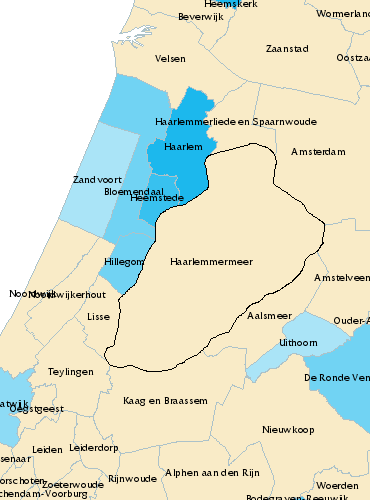 Heemskerk
Beverwijk
Wormerland
Zaanstad
Velsen
Oostza
Haarlemmerliede en Spaarnwoude
Haarlem
Amsterdam
Zandvoort
Bloemendaal
Heemstede
Hillegom
Haarlemmermeer
Amstelveen
Noordwijk
Noordwijkerhout
Lisse
Aalsmeer
Ouder-A
Uithoorn
Teylingen
De Ronde Ven
Kaag en Braassem
atwijk
Oegstgeest
Nieuwkoop
Leiden
Leiderdorp
senaar
Alphen aan den Rijn
Rijnwoude
orschoten
Zoeterwoude
Woerden
chendam-Voorburg
Bodegraven-Reeuwijk